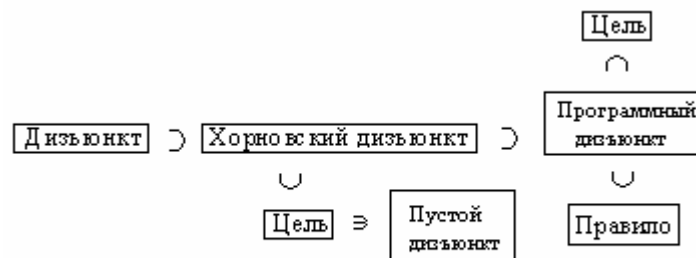 Цель
Программный
дизъюнкт
Дизъюнкт ⊃ Хорновский дизъюнкт ⊃
Цель ∋ Пустой
дизъюнкт
Правило